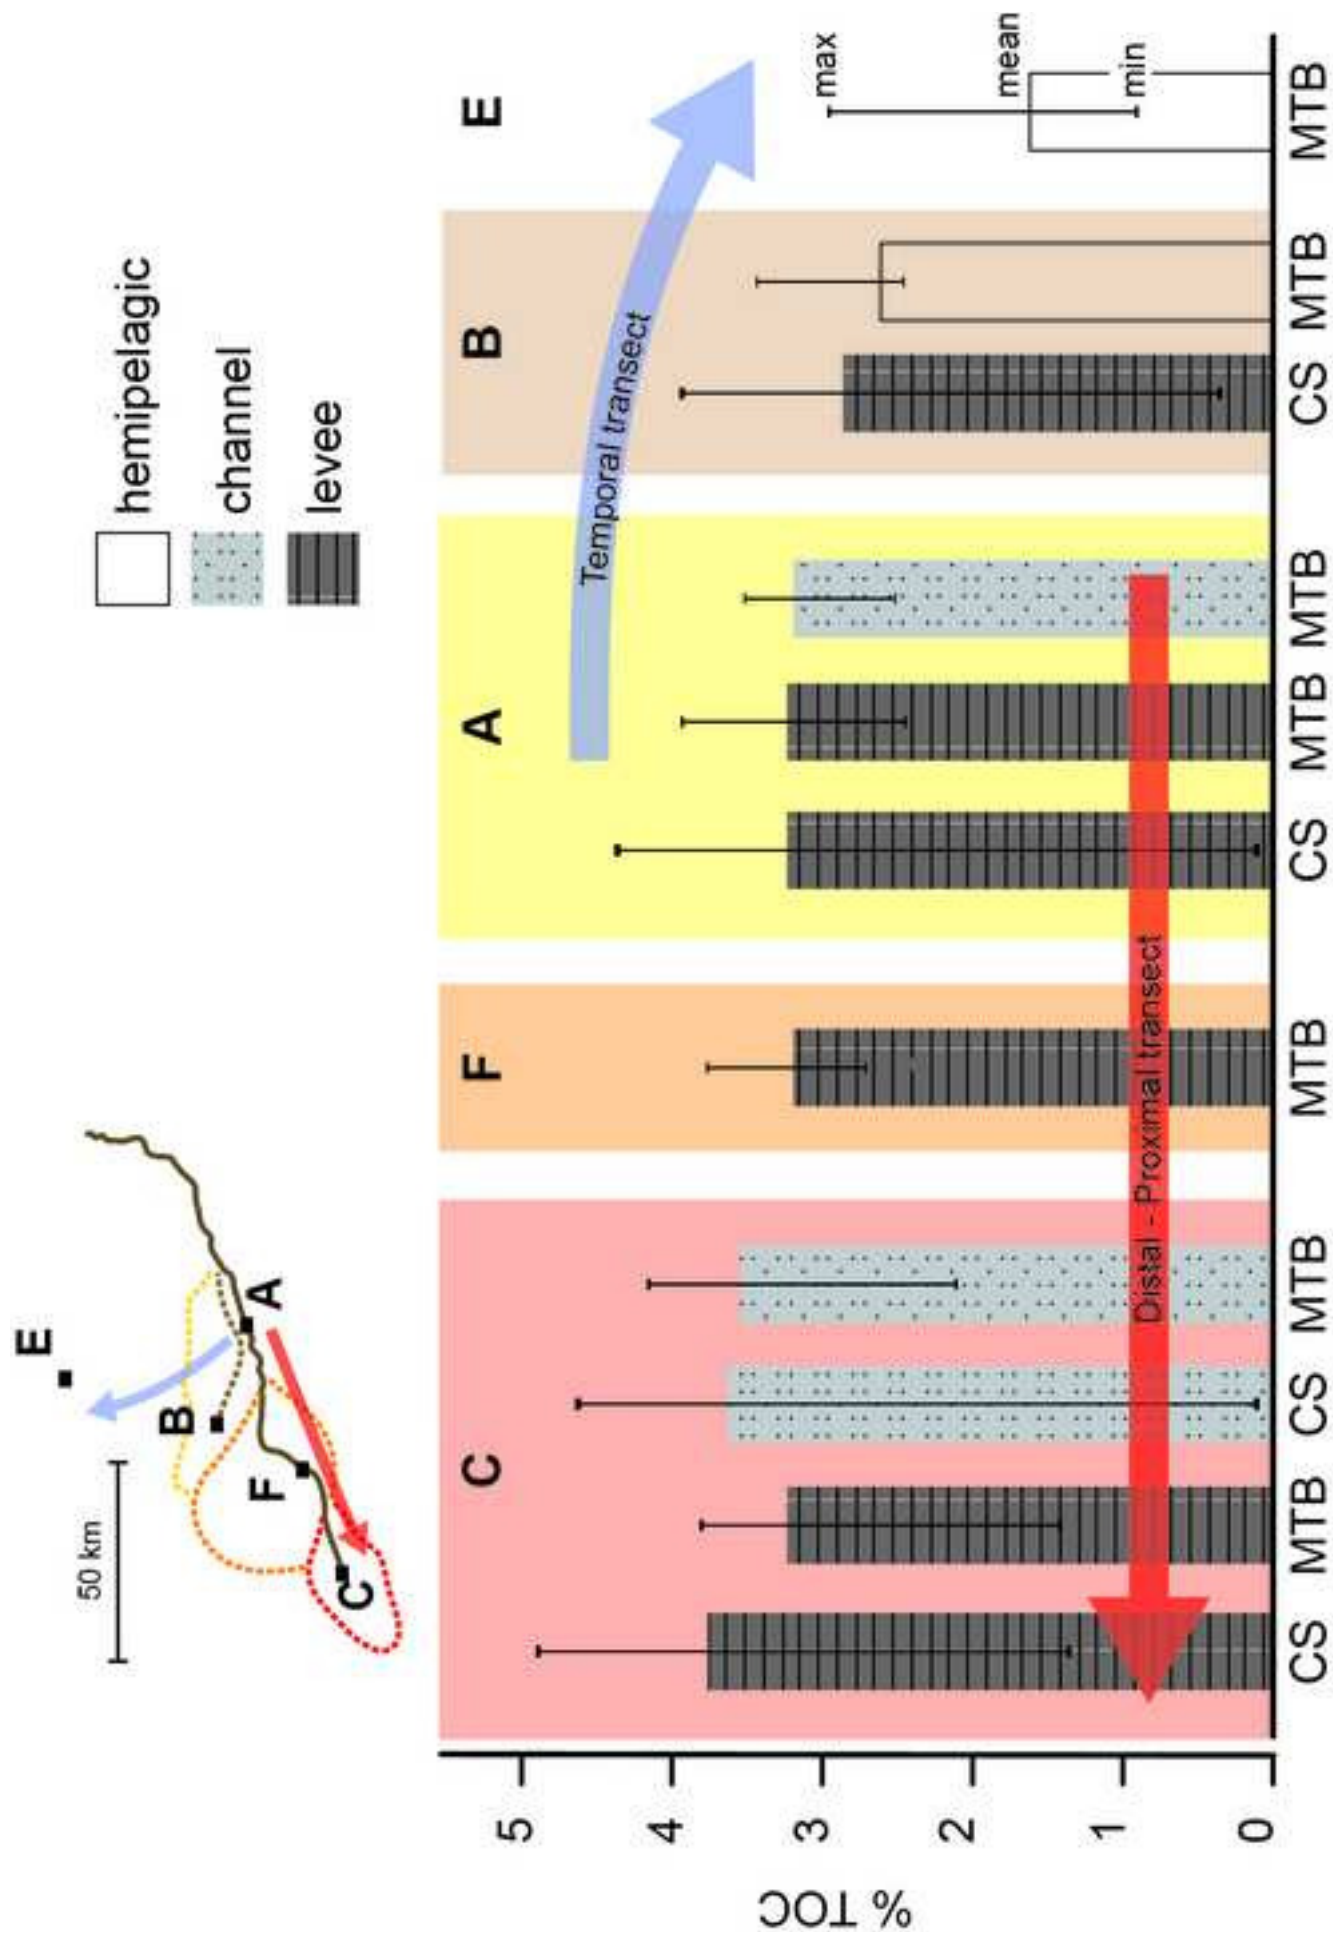 E
B
A
F
C
50 km
hemipelagic
channel
levee
C
F
A
B
E
Temporal transect
max
mean
min
Distal - Proximal transect
% TOC
5
4
3
2
1
0
CS
MTB
CS
MTB
MTB
CS
MTB
MTB
CS
MTB
MTB